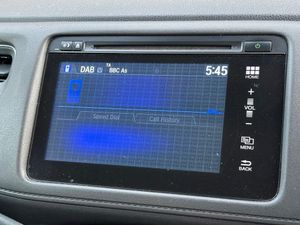 DAB BBC As 5:45
HOME
+
VOL
-
Speed Dial Call History
MENU
BACK